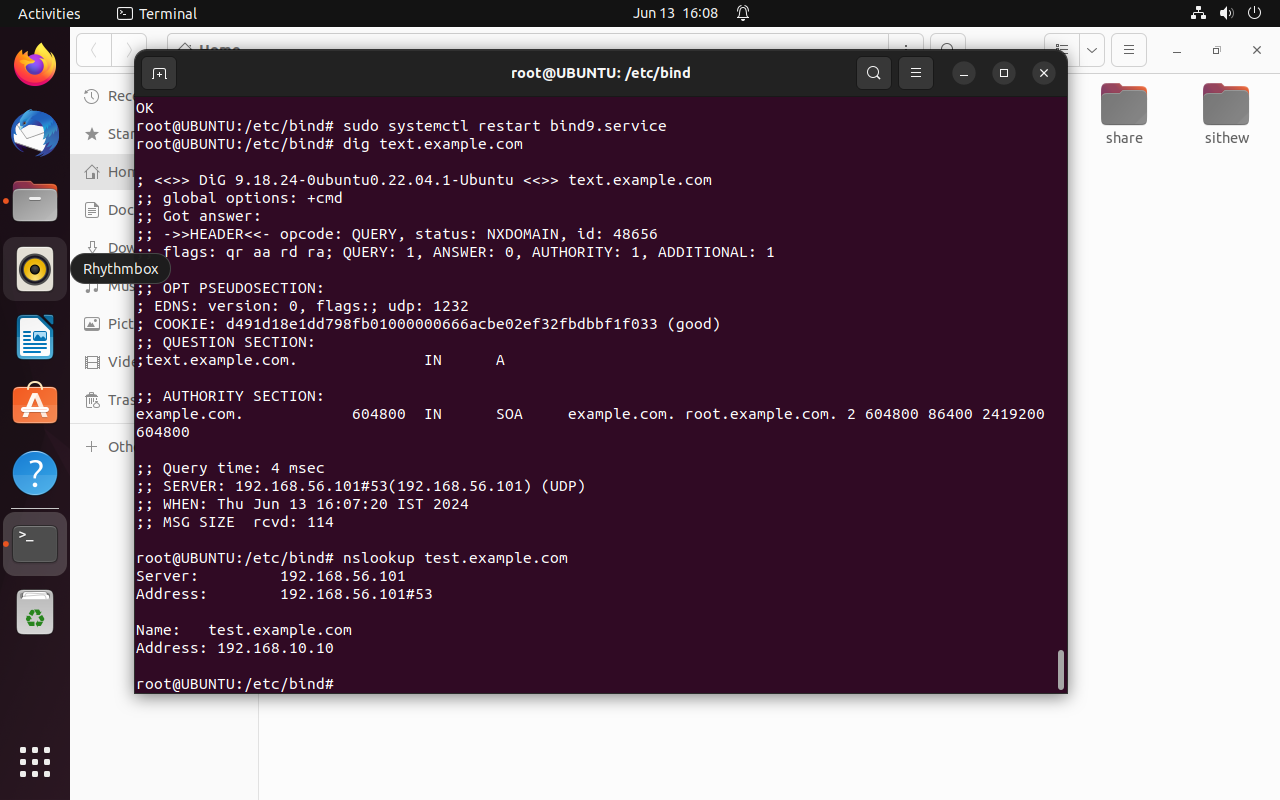 Activities
Terminal
Jun 13 16:08
Home
root@UBUNTU: /etc/bind
Rece
Star
Hom
Doc
Dow
Mus
Pict
Vide
Tras
Othe
Rhythmbox
share
sithew
OK
root@UBUNTU:/etc/bind# sudo systemctl restart bind9.service
root@UBUNTU:/etc/bind# dig text.example.com
; <<>> DiG 9.18.24-0ubuntu0.22.04.1-Ubuntu <<>> text.example.com
;; global options: +cmd
;; Got answer:
;; ->>HEADER<<- opcode: QUERY, status: NXDOMAIN, id: 48656
;; flags: qr aa rd ra; QUERY: 1, ANSWER: 0, AUTHORITY: 1, ADDITIONAL: 1
;; OPT PSEUDOSECTION:
; EDNS: version: 0, flags:; udp: 1232
; COOKIE: d491d18e1dd798fb01000000666acbe02ef32fbdbbf1f033 (good)
;; QUESTION SECTION:
;text.example.com. IN A
;; AUTHORITY SECTION:
example.com. 604800 IN SOA example.com. root.example.com. 2 604800 86400 2419200
604800
;; Query time: 4 msec
;; SERVER: 192.168.56.101#53(192.168.56.101) (UDP)
;; WHEN: Thu Jun 13 16:07:20 IST 2024
;; MSG SIZE rcvd: 114
root@UBUNTU:/etc/bind# nslookup test.example.com
Server: 192.168.56.101
Address: 192.168.56.101#53
Name: test.example.com
Address: 192.168.10.10
root@UBUNTU:/etc/bind#